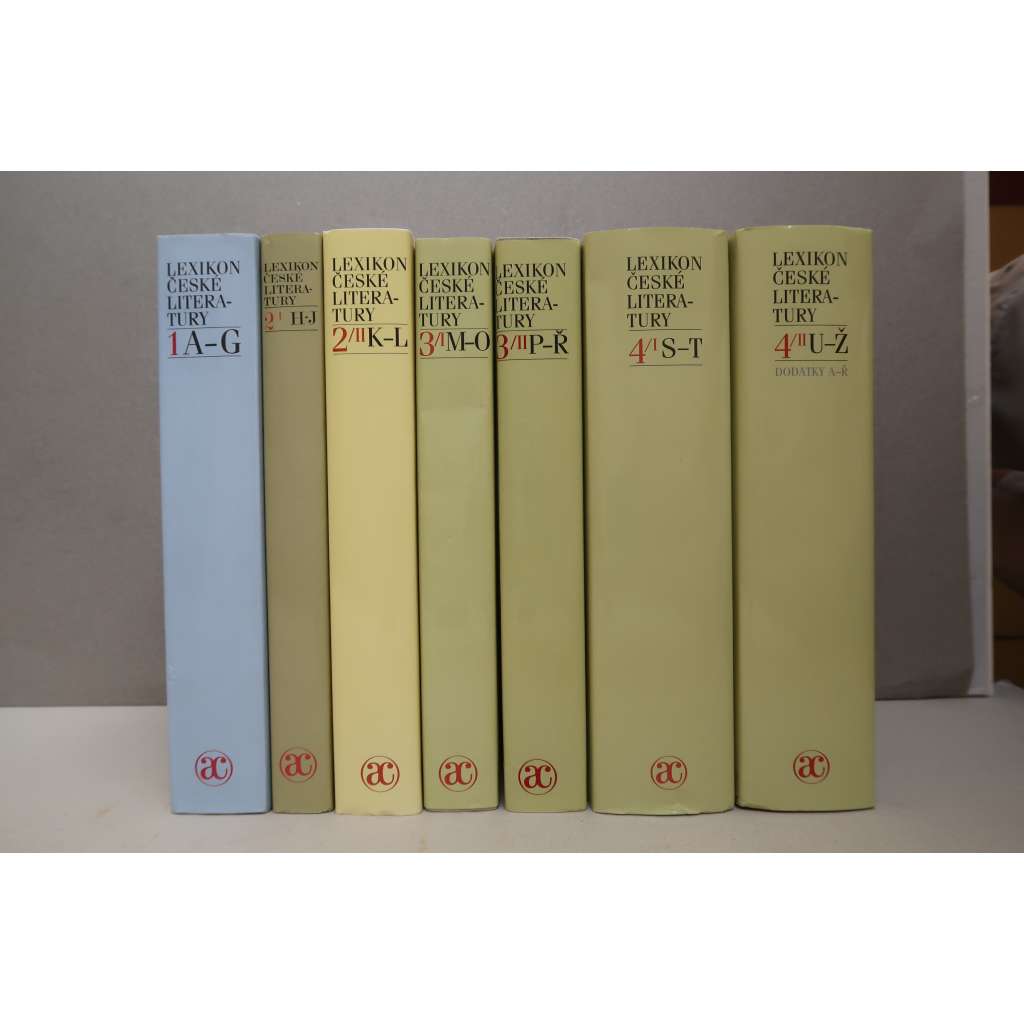 LEXIKON
ČESKÉ
LITERA-
TURY
1 A–G
ac
LEXIKON
ČESKÉ
LITERA-
TURY
2/I H-J
ac
LEXIKON
ČESKÉ
LITERA-
TURY
2/II K–L
ac
LEXIKON
ČESKÉ
LITERA-
TURY
3/I M–O
ac
LEXIKON
ČESKÉ
LITERA-
TURY
3/II P–Ř
ac
LEXIKON
ČESKÉ
LITERA-
TURY
4/I S–T
ac
LEXIKON
ČESKÉ
LITERA-
TURY
4/II U–Ž
DODATKY A–Ř
ac